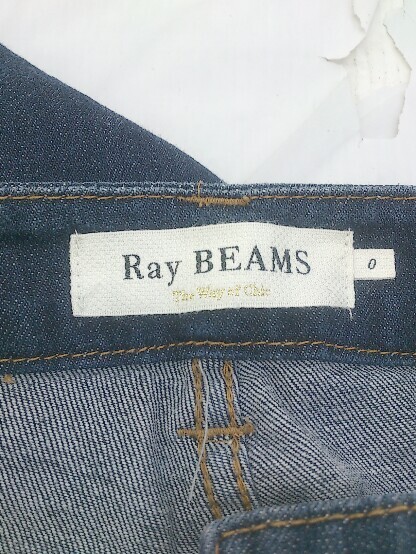 Ray BEAMS
The Way of Chic
0